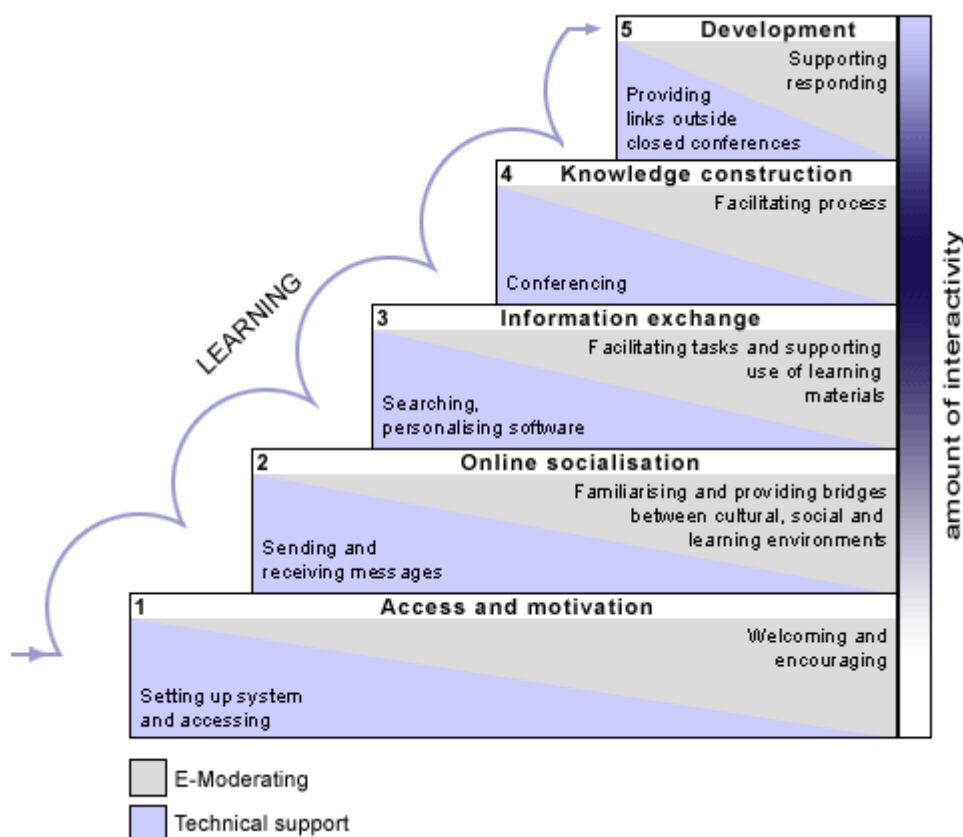 5 Development
Supporting
responding
Providing
links outside
closed conferences
4 Knowledge construction
Facilitating process
Conferencing
LEARNING
3 Information exchange
Facilitating tasks and supporting
use of learning
materials
Searching,
personalising software
2 Online socialisation
Familiarising and providing bridges
between cultural, social and
learning environments
Sending and
receiving messages
1 Access and motivation
Welcoming and
encouraging
Setting up system
and accessing
amount of interactivity
E-Moderating
Technical support